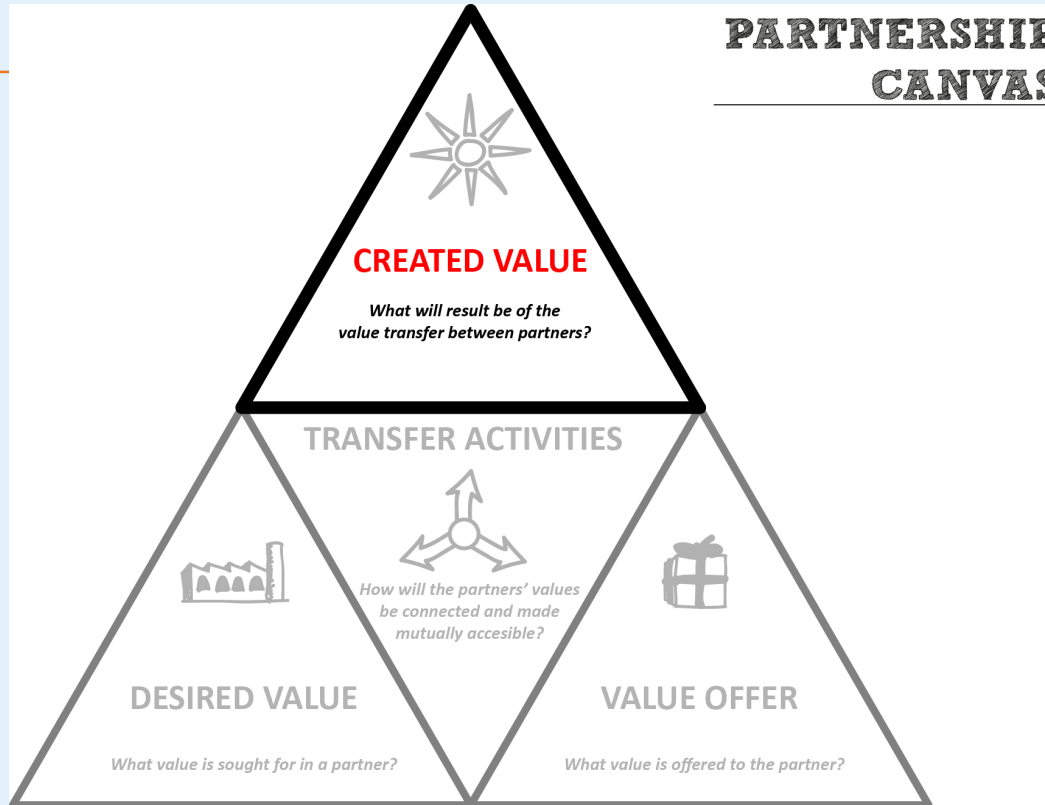 PARTNERSHIP
CANVAS
CREATED VALUE
What will result be of the
value transfer between partners?
TRANSFER ACTIVITIES
How will the partners’ values
be connected and made
mutually accesible?
DESIRED VALUE
What value is sought for in a partner?
VALUE OFFER
What value is offered to the partner?